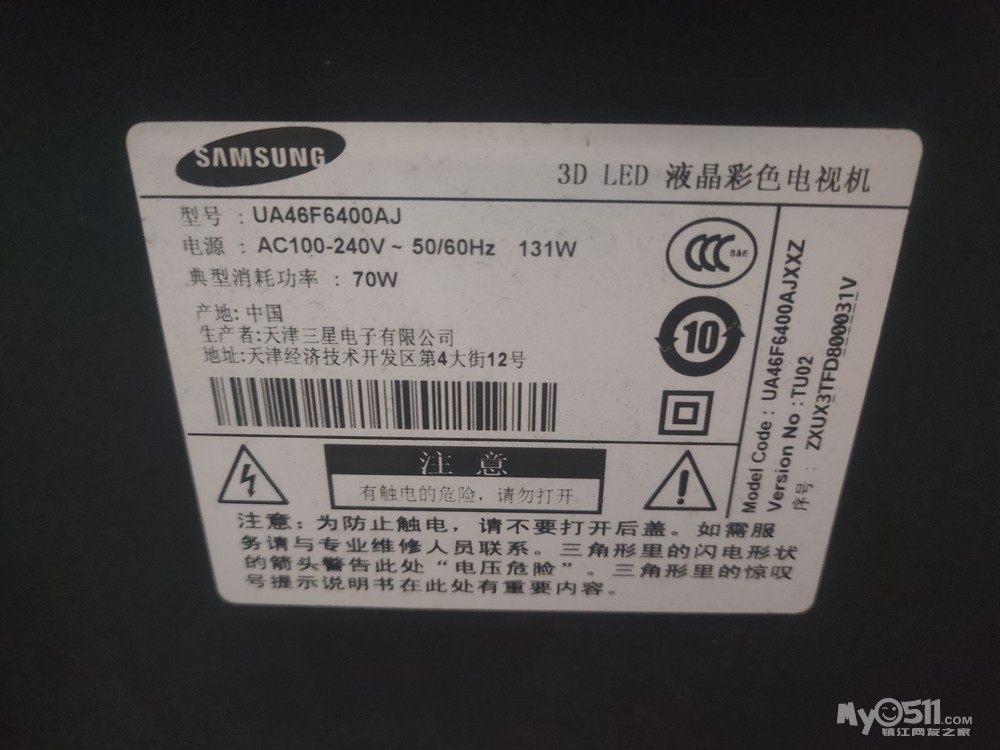 SAMSUNG
3D LED 液晶彩色电视机
型号 : UA46F6400AJ
电源 : AC100-240V ~ 50/60Hz 131W
典型消耗功率 : 70W
产地: 中国
生产者:天津三星电子有限公司
地址:天津经济技术开发区第4大街12号
CCC S&E
10
Model Code : UA46F6400AJXXZ
Version No : TU02
序号 : ZXUX3TFD800031V
注 意
有触电的危险，请勿打开
注意：为防止触电，请不要打开后盖。如需服
务请与专业维修人员联系。三角形里的闪电形状
的箭头警告此处“电压危险”。三角形里的惊叹
号提示说明书在此处有重要内容。
My0511.COM
镇江网友之家